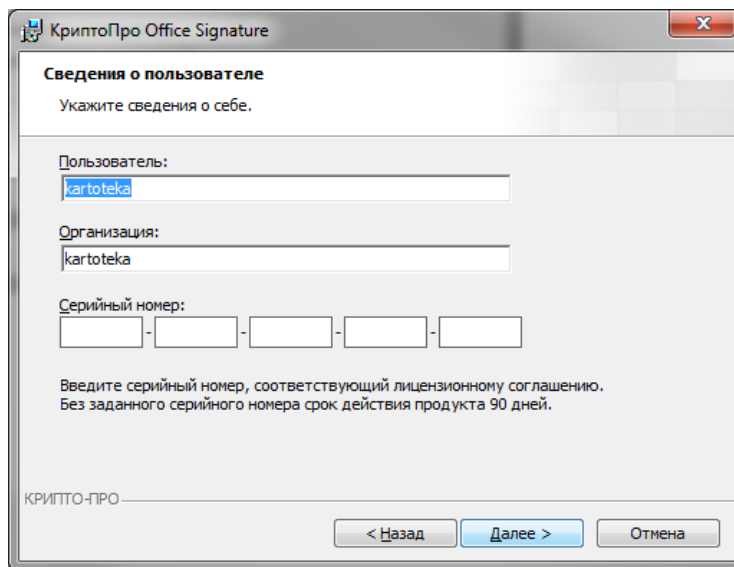 КриптоПро Office Signature
Сведения о пользователе
Укажите сведения о себе.
Пользователь:
kartoteka
Организация:
kartoteka
Серийный номер:
- - - -
Введите серийный номер, соответствующий лицензионному соглашению.
Без заданного серийного номера срок действия продукта 90 дней.
КРИПТО-ПРО
< Назад Далее > Отмена